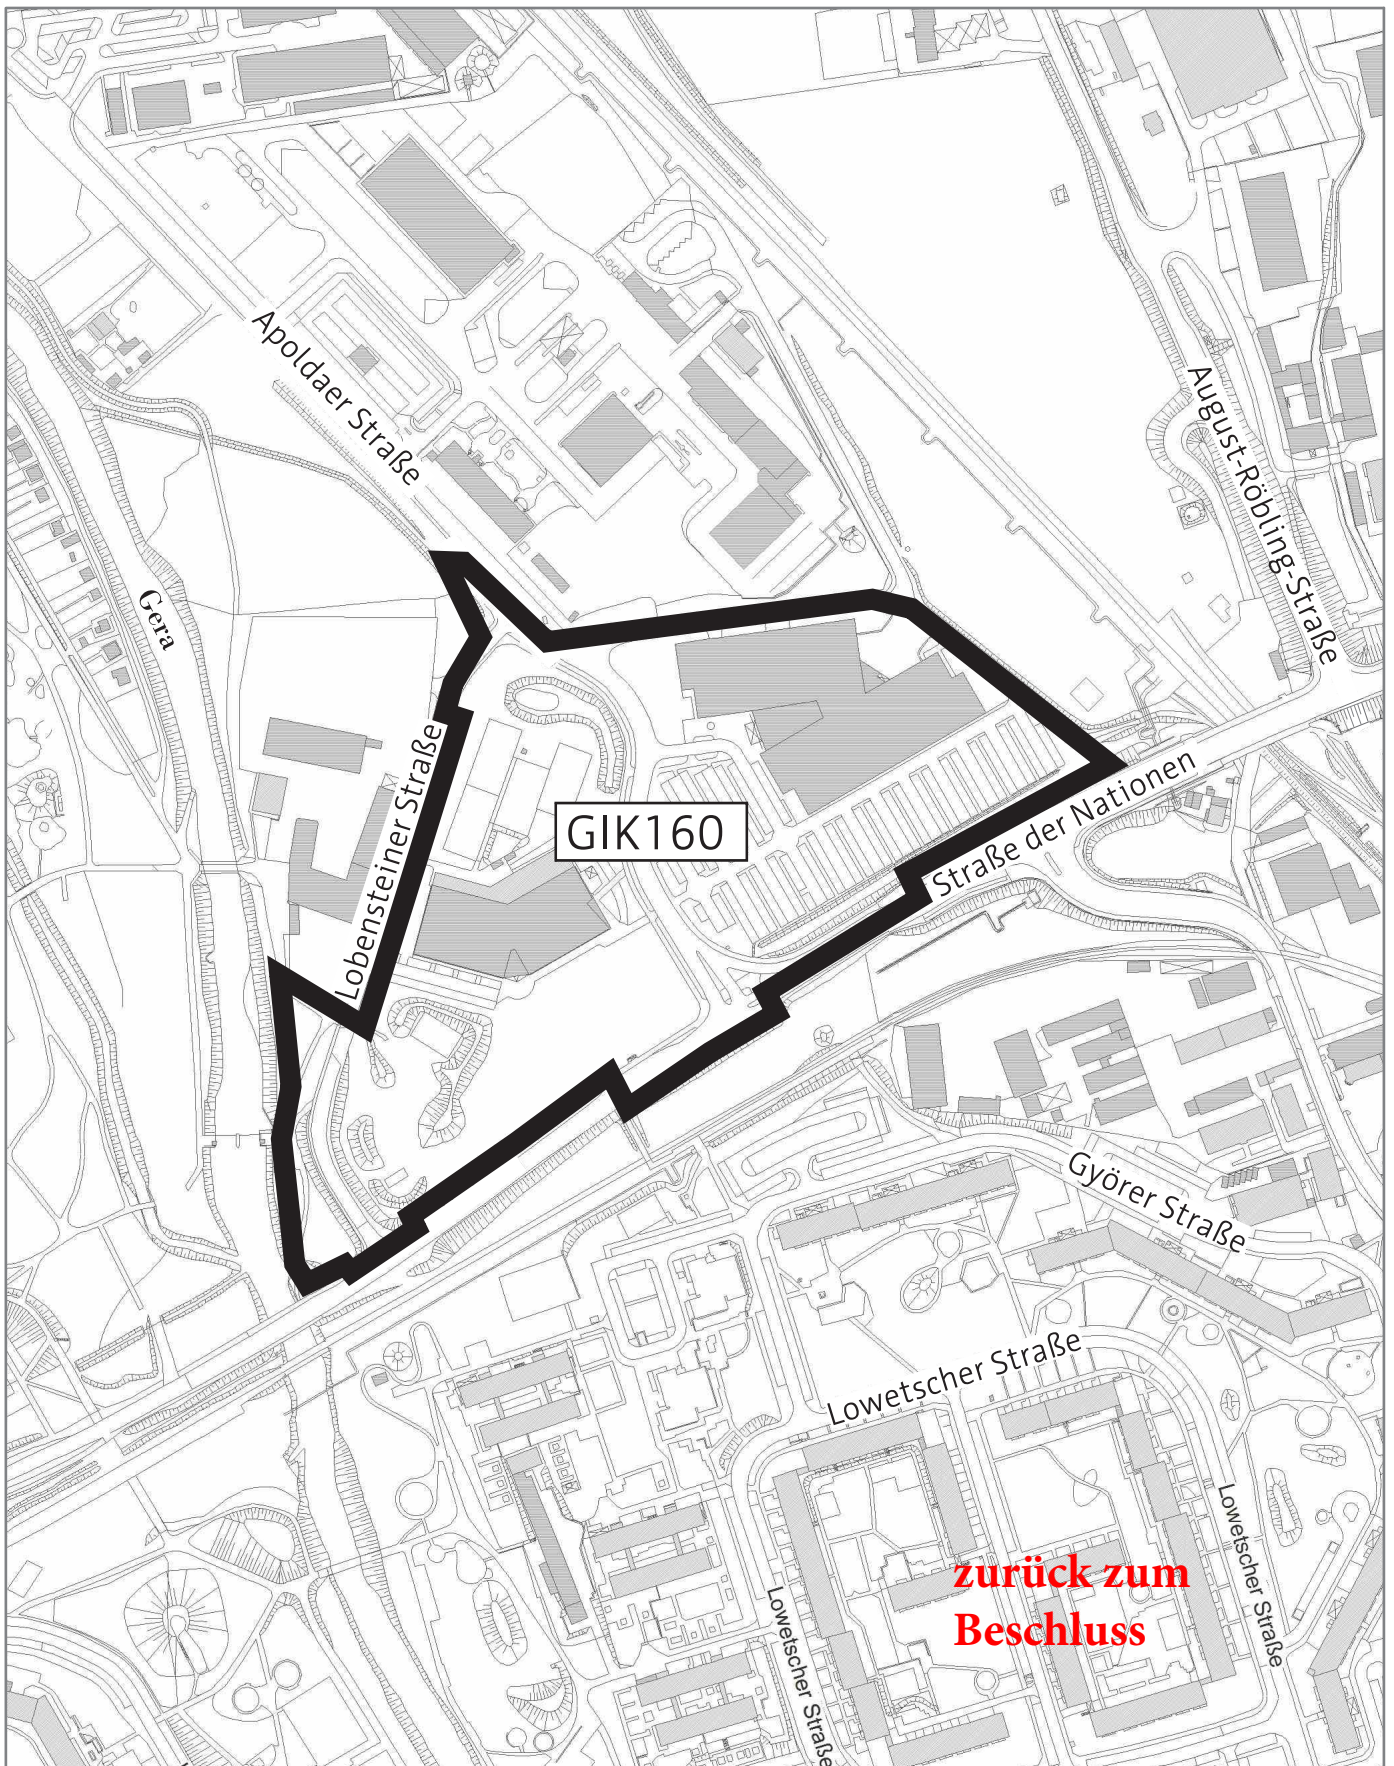 Apoldaer Straße
August-Röbling-Straße
Gera
Lobensteiner Straße
GIK160
Straße der Nationen
Györer Straße
Lowetscher Straße
Lowetscher Straße
zurück zum
Beschluss
Lowetscher Straße